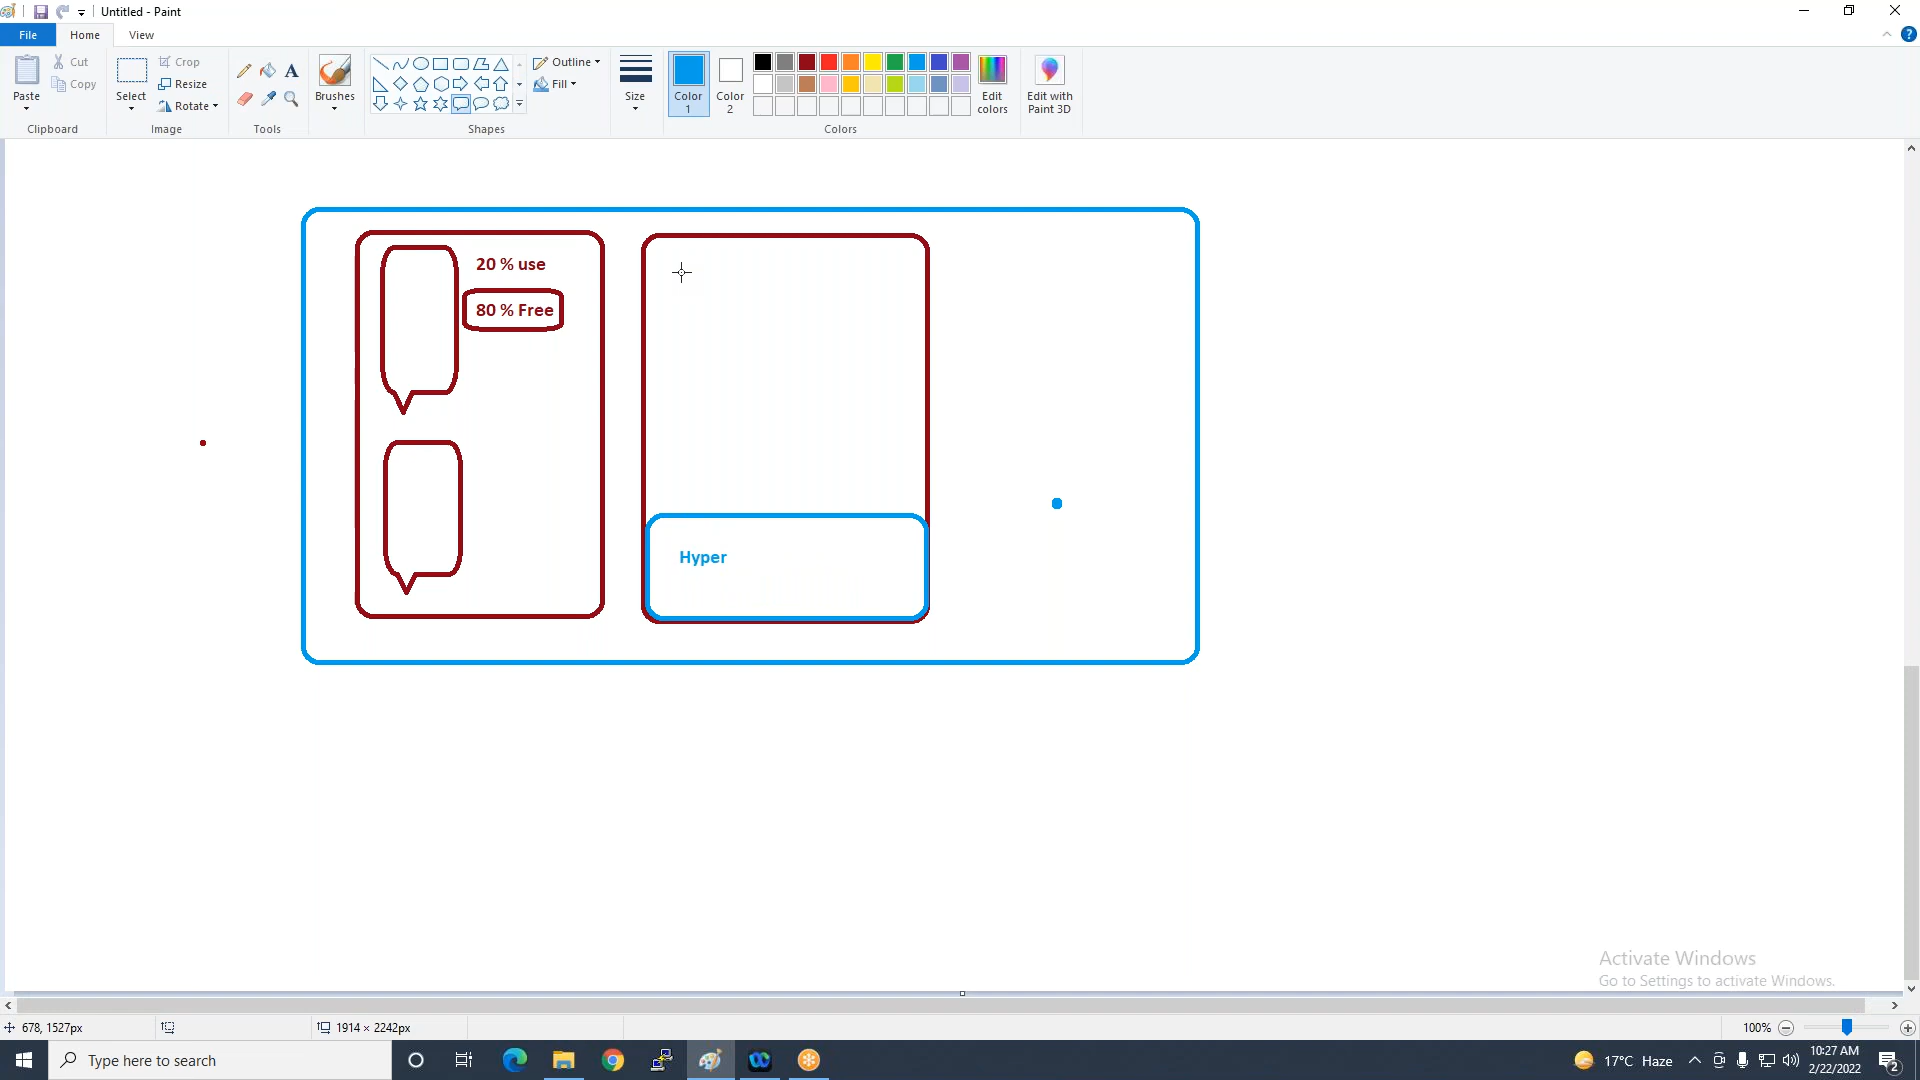 Untitled - Paint
File
Home
View
Paste
Cut
Copy
Clipboard
Select
Crop
Resize
Rotate
Image
A
Tools
Brushes
Outline
Fill
Shapes
Size
Color
1
Color
2
Colors
Edit
colors
Edit with
Paint 3D
20 % use
80 % Free
Hyper
Activate Windows
Go to Settings to activate Windows.
678, 1527px
1914 × 2242px
100%
Type here to search
17°C Haze
10:27 AM
2/22/2022
2